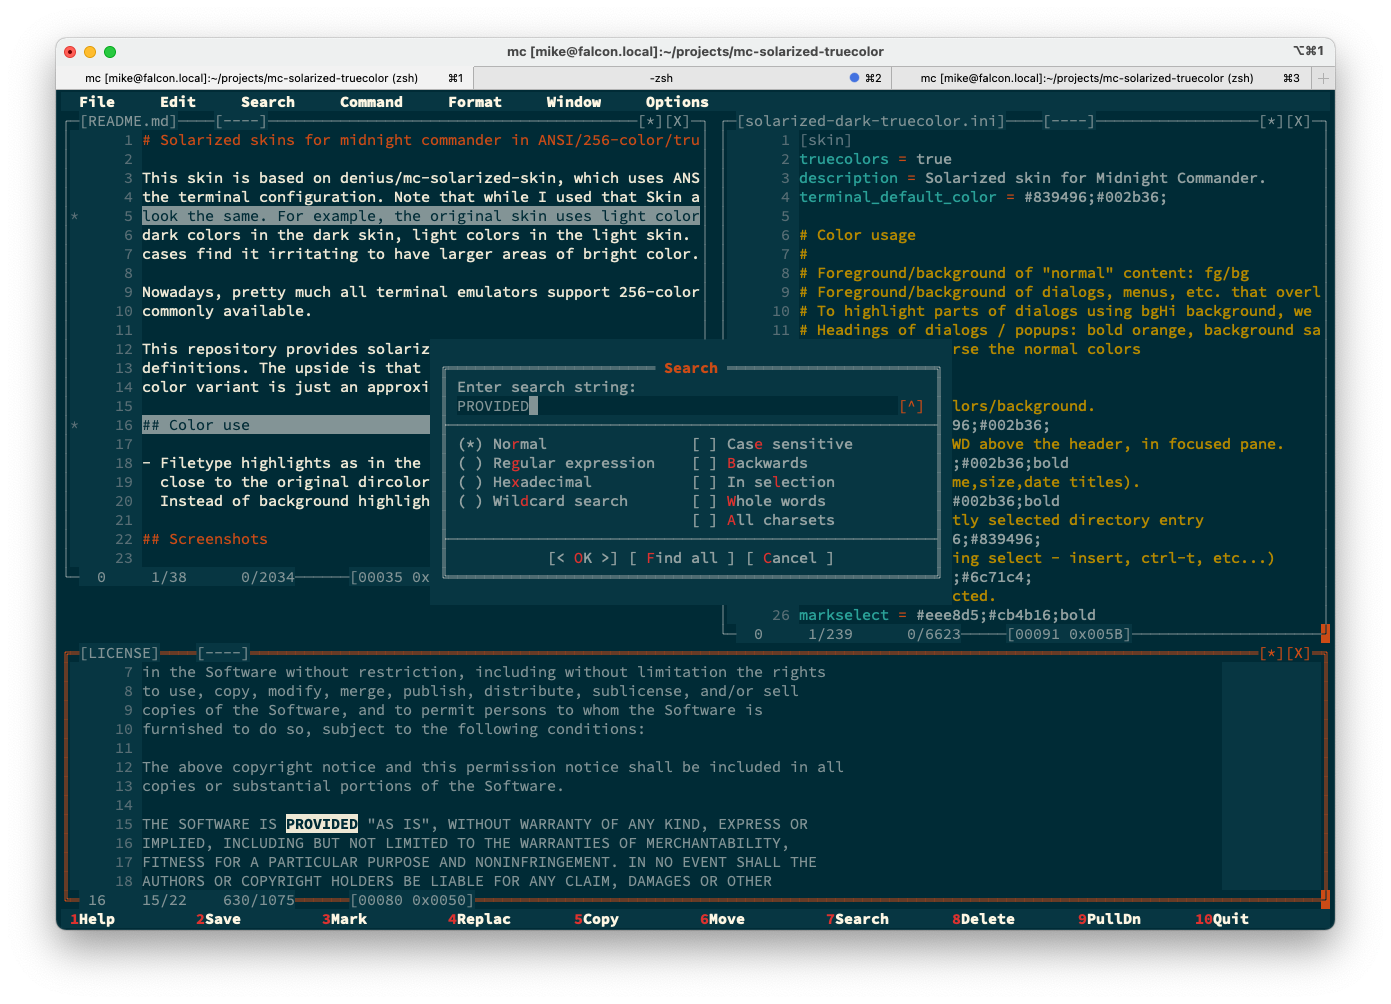 mc [mike@falcon.local]:~/projects/mc-solarized-truecolor
⌥⌘1
mc [mike@falcon.local]:~/projects/mc-solarized-truecolor (zsh) ⌘1
-zsh ⌘2
mc [mike@falcon.local]:~/projects/mc-solarized-truecolor (zsh) ⌘3
File Edit Search Command Format Window Options
[README.md] [----] [*][X]
1 # Solarized skins for midnight commander in ANSI/256-color/tru
2
3 This skin is based on denius/mc-solarized-skin, which uses ANS
4 the terminal configuration. Note that while I used that Skin a
* 5 look the same. For example, the original skin uses light color
6 dark colors in the dark skin, light colors in the light skin.
7 cases find it irritating to have larger areas of bright color.
8
9 Nowadays, pretty much all terminal emulators support 256-color
10 commonly available.
11
12 This repository provides solariz
13 definitions. The upside is that
14 color variant is just an approxi
15
* 16 ## Color use
17
18 - Filetype highlights as in the
19 close to the original dircolor
20 Instead of background highligh
21
22 ## Screenshots
23
0 1/38 0/2034 [00035 0x
[solarized-dark-truecolor.ini] [----] [*][X]
1 [skin]
2 truecolors = true
3 description = Solarized skin for Midnight Commander.
4 terminal_default_color = #839496;#002b36;
5
6 # Color usage
7 #
8 # Foreground/background of "normal" content: fg/bg
9 # Foreground/background of dialogs, menus, etc. that overl
10 # To highlight parts of dialogs using bgHi background, we
11 # Headings of dialogs / popups: bold orange, background sa
rse the normal colors
lors/background.
96;#002b36;
WD above the header, in focused pane.
;#002b36;bold
me,size,date titles).
#002b36;bold
tly selected directory entry
6;#839496;
ing select - insert, ctrl-t, etc...)
;#6c71c4;
cted.
26 markselect = #eee8d5;#cb4b16;bold
0 1/239 0/6623 [00091 0x005B]
Search
Enter search string:
PROVIDED [^]
(*) Normal [ ] Case sensitive
( ) Regular expression [ ] Backwards
( ) Hexadecimal [ ] In selection
( ) Wildcard search [ ] Whole words
[ ] All charsets
[< OK >] [ Find all ] [ Cancel ]
[LICENSE] [----] [*][X]
7 in the Software without restriction, including without limitation the rights
8 to use, copy, modify, merge, publish, distribute, sublicense, and/or sell
9 copies of the Software, and to permit persons to whom the Software is
10 furnished to do so, subject to the following conditions:
11
12 The above copyright notice and this permission notice shall be included in all
13 copies or substantial portions of the Software.
14
15 THE SOFTWARE IS PROVIDED "AS IS", WITHOUT WARRANTY OF ANY KIND, EXPRESS OR
16 IMPLIED, INCLUDING BUT NOT LIMITED TO THE WARRANTIES OF MERCHANTABILITY,
17 FITNESS FOR A PARTICULAR PURPOSE AND NONINFRINGEMENT. IN NO EVENT SHALL THE
18 AUTHORS OR COPYRIGHT HOLDERS BE LIABLE FOR ANY CLAIM, DAMAGES OR OTHER
16 15/22 630/1075 [00080 0x0050]
1Help 2Save 3Mark 4Replac 5Copy 6Move 7Search 8Delete 9PullDn 10Quit